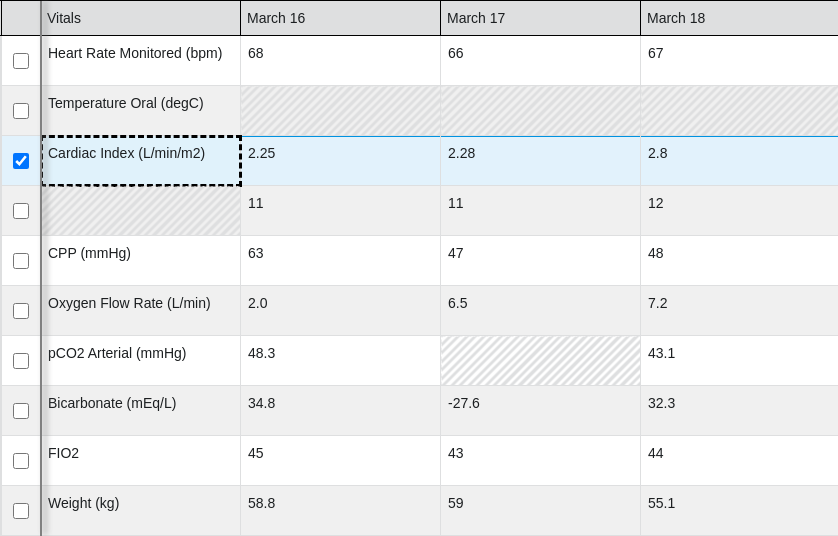 Vitals March 16 March 17 March 18
Heart Rate Monitored (bpm) 68 66 67
Temperature Oral (degC)
Cardiac Index (L/min/m2) 2.25 2.28 2.8
11 11 12
CPP (mmHg) 63 47 48
Oxygen Flow Rate (L/min) 2.0 6.5 7.2
pCO2 Arterial (mmHg) 48.3 43.1
Bicarbonate (mEq/L) 34.8 -27.6 32.3
FIO2 45 43 44
Weight (kg) 58.8 59 55.1